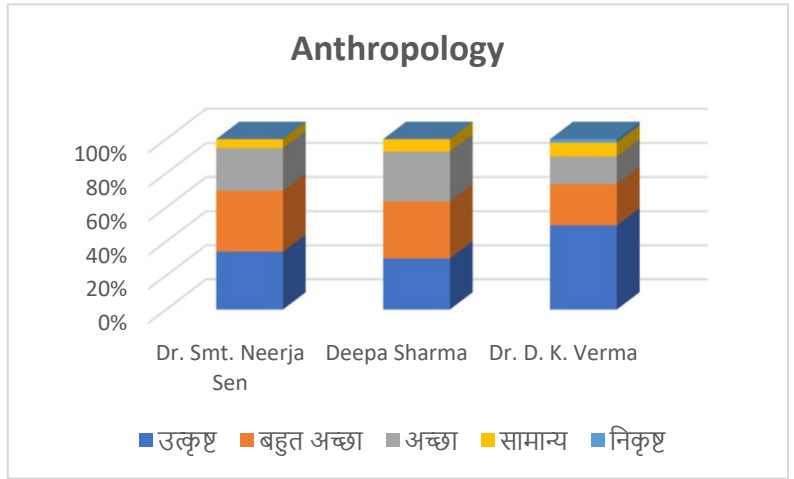 Anthropology
100%
80%
60%
40%
20%
0%
Dr. Smt. Neerja
Sen
Deepa Sharma
Dr. D. K. Verma
उत्कृष्ट बहुत अच्छा अच्छा सामान्य निकृष्ट